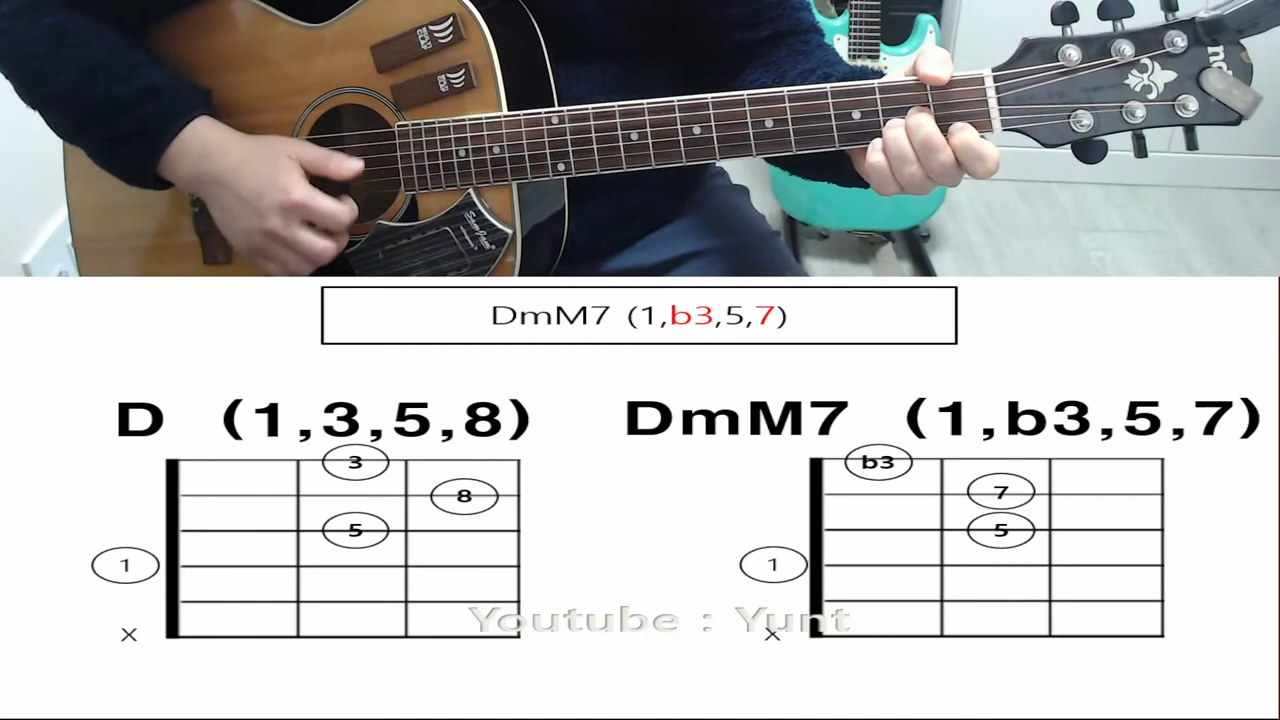 DmM7 (1,b3,5,7)
D (1,3,5,8)
DmM7 (1,b3,5,7)
3
8
5
1
x
b3
7
5
1
x
Youtube : Yunt